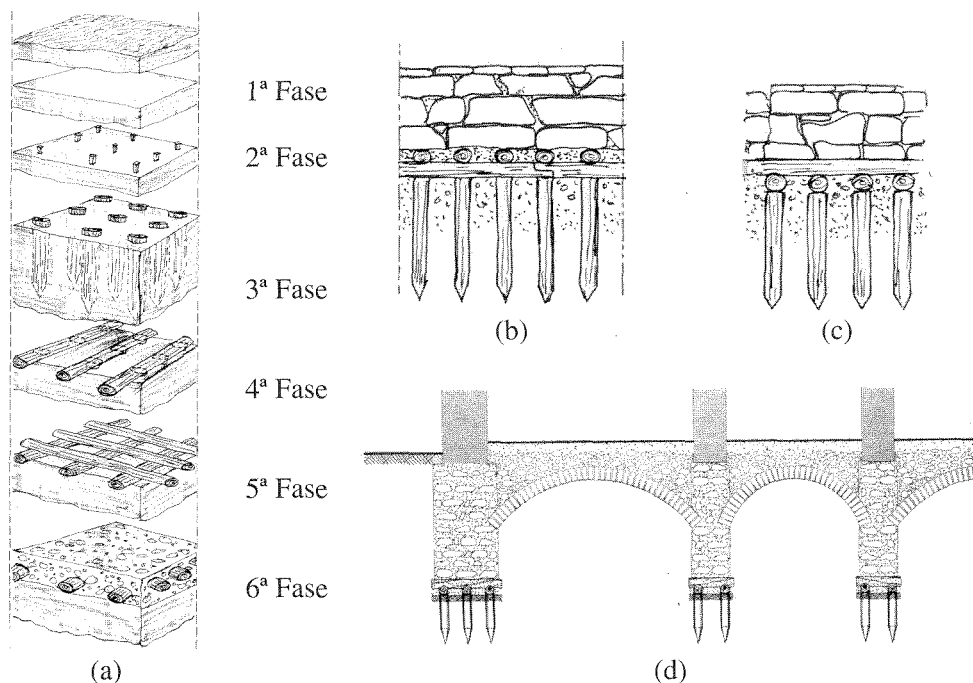 1ª Fase
2ª Fase
3ª Fase
4ª Fase
5ª Fase
6ª Fase
(a)
(b)
(c)
(d)